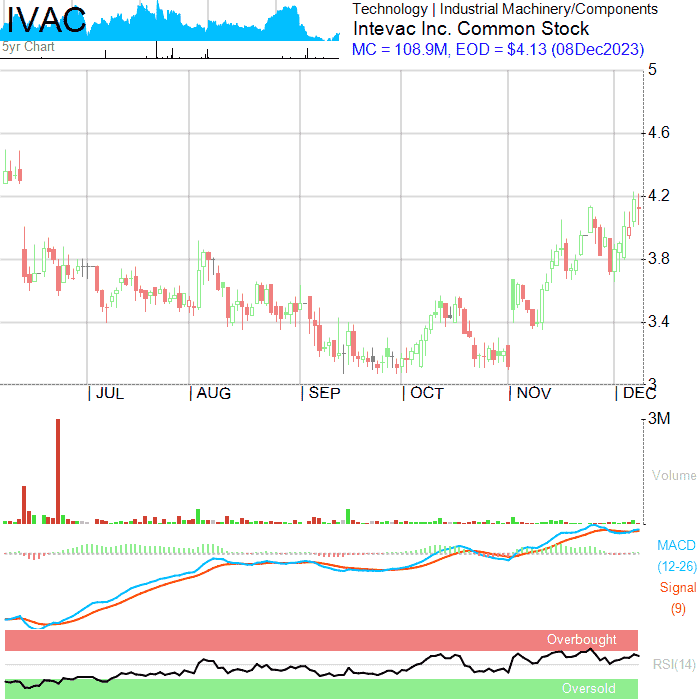 IVAC
5yr Chart
Technology | Industrial Machinery/Components
Intevac Inc. Common Stock
MC = 108.9M, EOD = $4.13 (08Dec2023)
5
4.6
4.2
3.8
3.4
3
JUL AUG SEP OCT NOV DEC
3M
Volume
MACD
(12-26)
Signal
(9)
Overbought
RSI(14)
Oversold